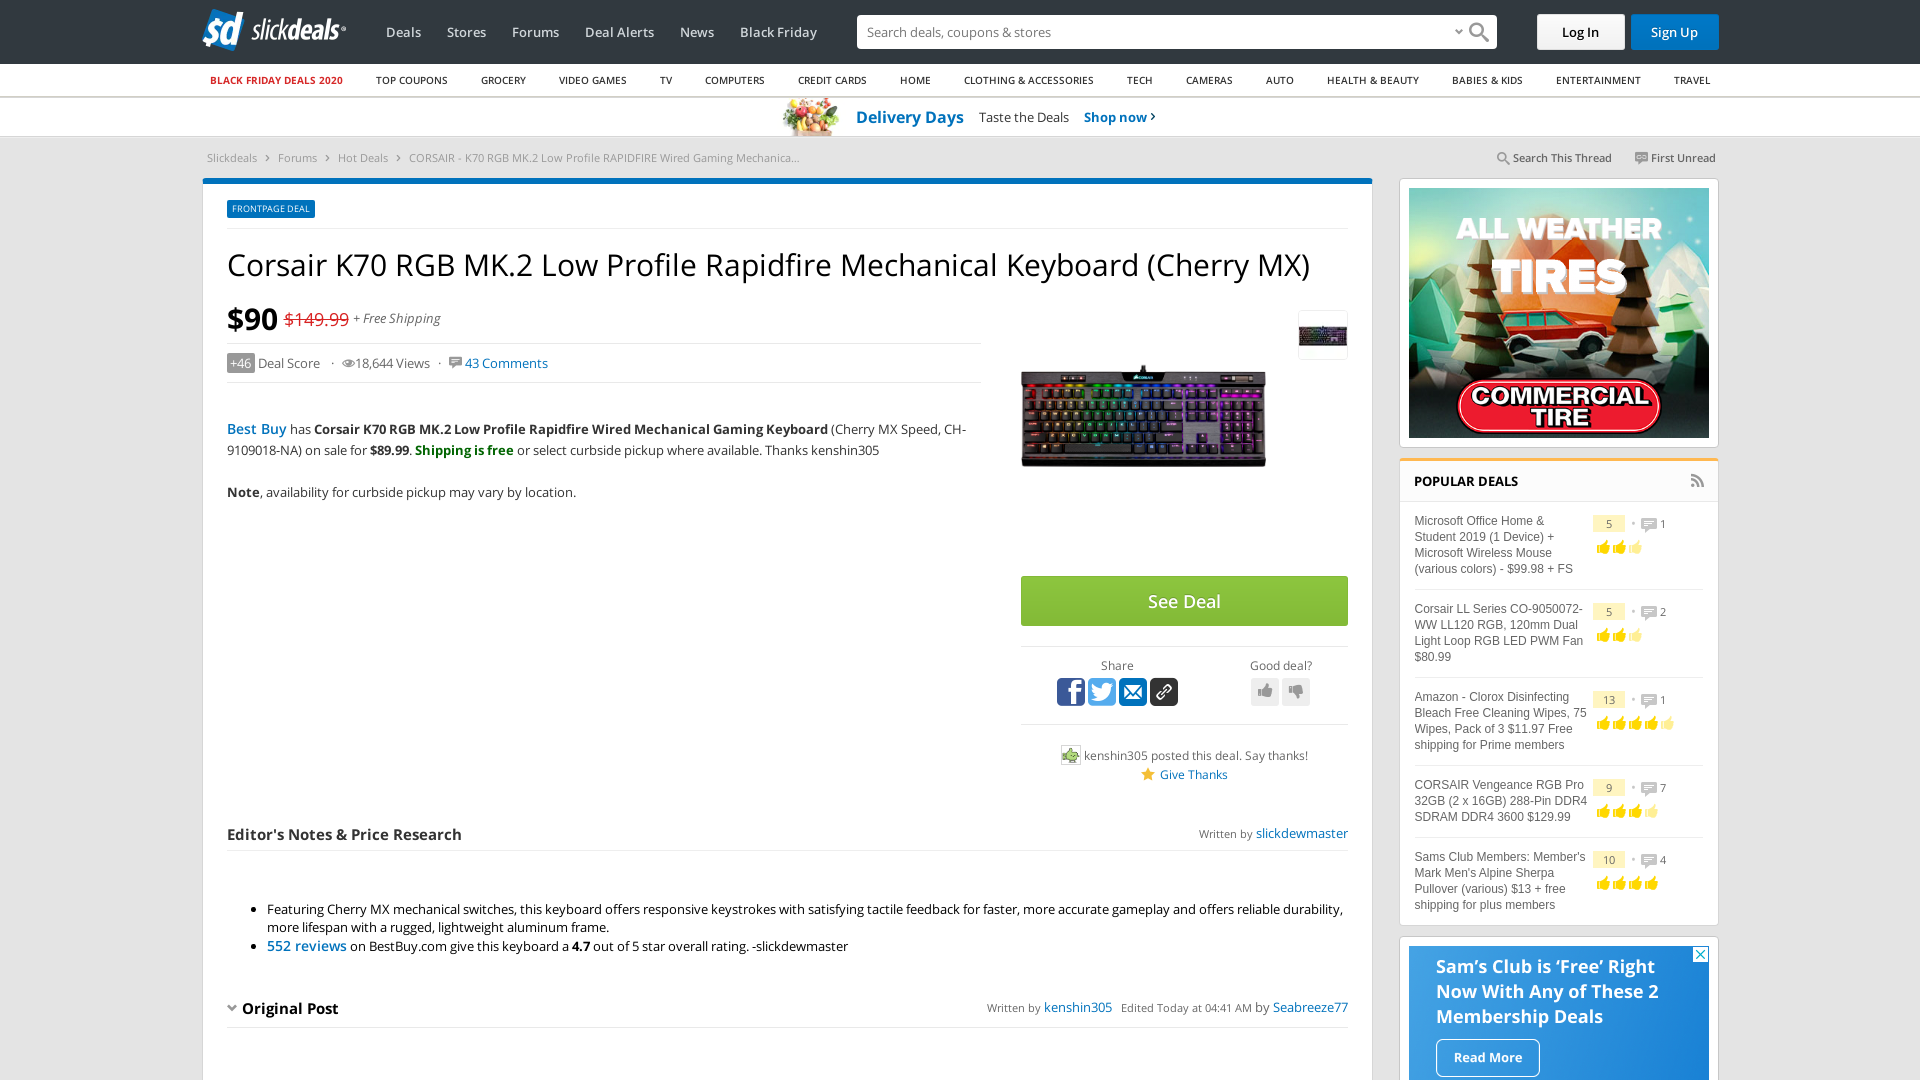 sd slickdeals
Deals
Stores
Forums
Deal Alerts
News
Black Friday
Search deals, coupons & stores
Log In
Sign Up
BLACK FRIDAY DEALS 2020
TOP COUPONS
GROCERY
VIDEO GAMES
TV
COMPUTERS
CREDIT CARDS
HOME
CLOTHING & ACCESSORIES
TECH
CAMERAS
AUTO
HEALTH & BEAUTY
BABIES & KIDS
ENTERTAINMENT
TRAVEL
Delivery Days Taste the Deals Shop now ›
Slickdeals › Forums › Hot Deals › CORSAIR - K70 RGB MK.2 Low Profile RAPIDFIRE Wired Gaming Mechanica...
Search This Thread
First Unread
FRONTPAGE DEAL
Corsair K70 RGB MK.2 Low Profile Rapidfire Mechanical Keyboard (Cherry MX)
$90 $149.99 + Free Shipping
+46 Deal Score · 18,644 Views · 43 Comments
Best Buy has Corsair K70 RGB MK.2 Low Profile Rapidfire Wired Mechanical Gaming Keyboard (Cherry MX Speed, CH-
9109018-NA) on sale for $89.99. Shipping is free or select curbside pickup where available. Thanks kenshin305
Note, availability for curbside pickup may vary by location.
See Deal
Share
Good deal?
kenshin305 posted this deal. Say thanks!
Give Thanks
Editor's Notes & Price Research
Written by slickdewmaster
• Featuring Cherry MX mechanical switches, this keyboard offers responsive keystrokes with satisfying tactile feedback for faster, more accurate gameplay and offers reliable durability,
more lifespan with a rugged, lightweight aluminum frame.
• 552 reviews on BestBuy.com give this keyboard a 4.7 out of 5 star overall rating. -slickdewmaster
Original Post
Written by kenshin305 Edited Today at 04:41 AM by Seabreeze77
ALL WEATHER
TIRES
COMMERCIAL
TIRE
POPULAR DEALS
Microsoft Office Home &
Student 2019 (1 Device) +
Microsoft Wireless Mouse
(various colors) - $99.98 + FS
5 • 1
Corsair LL Series CO-9050072-
WW LL120 RGB, 120mm Dual
Light Loop RGB LED PWM Fan
$80.99
5 • 2
Amazon - Clorox Disinfecting
Bleach Free Cleaning Wipes, 75
Wipes, Pack of 3 $11.97 Free
shipping for Prime members
13 • 1
CORSAIR Vengeance RGB Pro
32GB (2 x 16GB) 288-Pin DDR4
SDRAM DDR4 3600 $129.99
9 • 7
Sams Club Members: Member's
Mark Men's Alpine Sherpa
Pullover (various) $13 + free
shipping for plus members
10 • 4
Sam's Club is ‘Free’ Right
Now With Any of These 2
Membership Deals
Read More